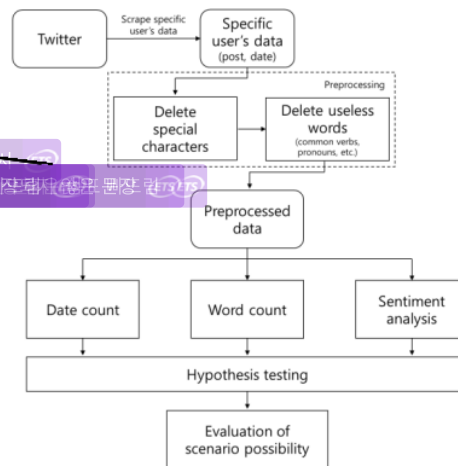 Twitter
Scrape specific
user's data
Specific
user's data
(post, date)
Preprocessing
Delete
special
characters
Delete useless
words
(common verbs,
pronouns, etc.)
Preprocessed
data
Date count
Word count
Sentiment
analysis
Hypothesis testing
Evaluation of
scenario possibility